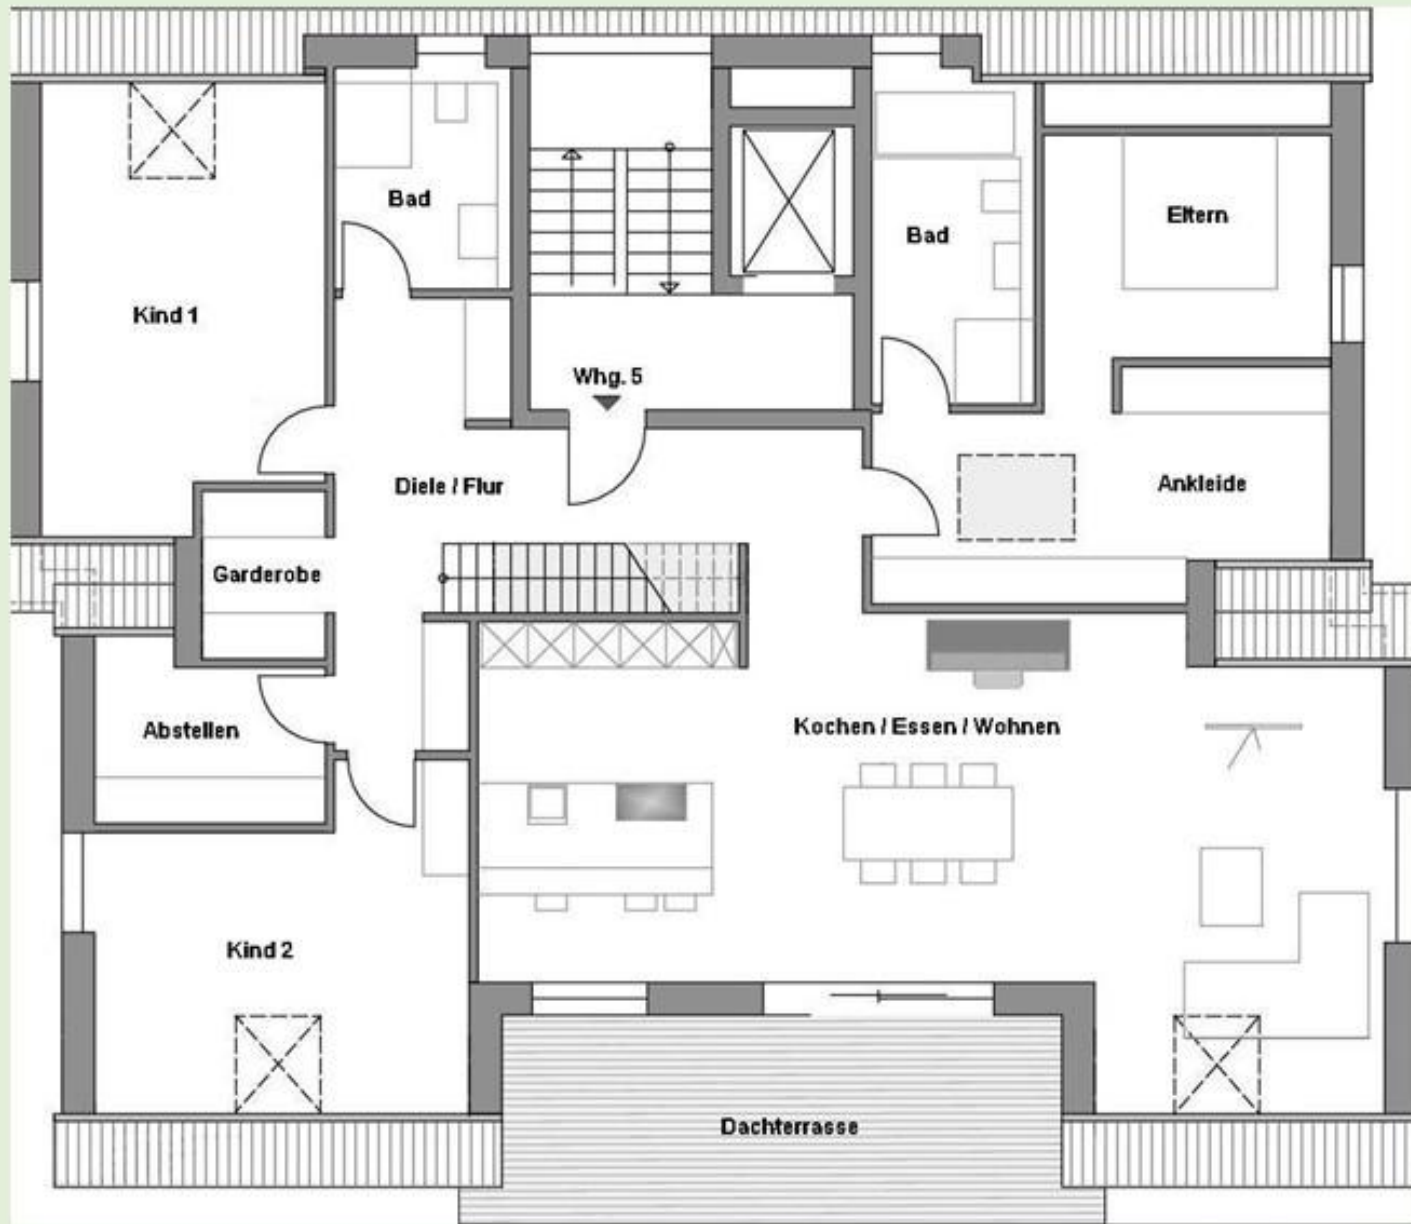 Bad
Eltern
Bad
Kind 1
Whg. 5
Diele / Flur
Ankleide
Garderobe
Abstellen
Kochen / Essen / Wohnen
Kind 2
Dachterrasse